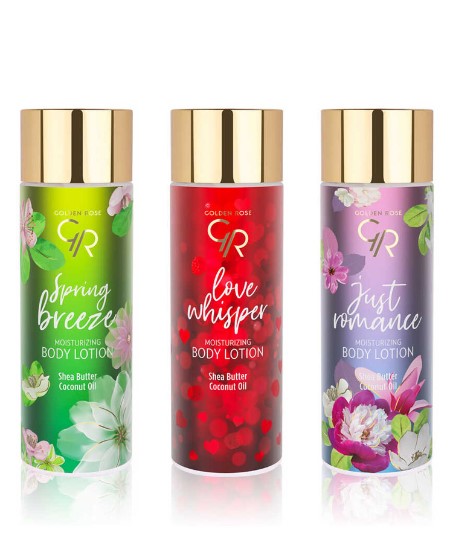 GOLDEN ROSE
GR
Spring
breeze
MOISTURIZING
BODY LOTION
Shea Butter
Coconut Oil
GOLDEN ROSE
GR
love
whisper
MOISTURIZING
BODY LOTION
Shea Butter
Coconut Oil
GOLDEN ROSE
GR
Just
romance
MOISTURIZING
BODY LOTION
Shea Butter
Coconut Oil